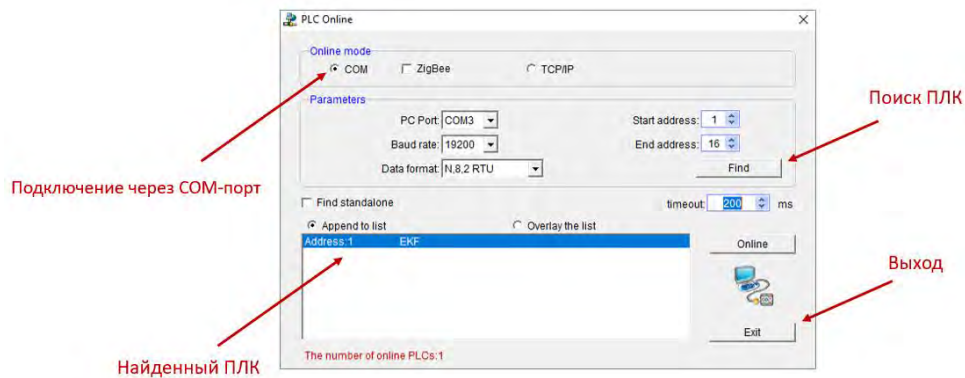 PLC Online
Online mode
COM ZigBee TCP/IP
Parameters
Поиск ПЛК
PC Port: COM3 Start address: 1
Baud rate: 19200 End address: 16
Data format: N,8,2 RTU Find
Подключение через COM-порт
Find standalone timeout: 200 ms
Append to list Overlay the list
Address:1 EKF Online
Выход
Exit
The number of online PLCs:1
Найденный ПЛК